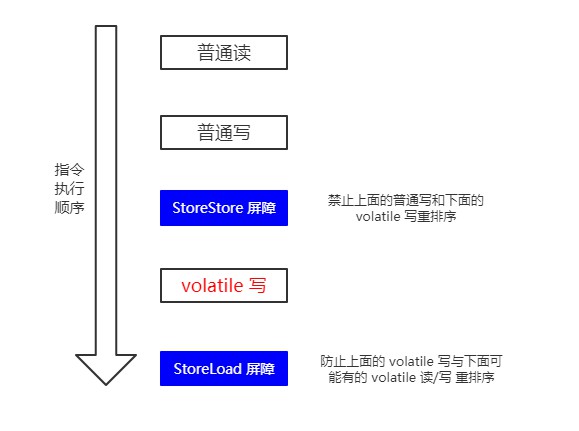 普通读
普通写
指令
执行
顺序
StoreStore 屏障
禁止上面的普通写和下面的
volatile 写重排序
volatile 写
StoreLoad 屏障
防止上面的 volatile 写与下面可
能有的 volatile 读/写 重排序